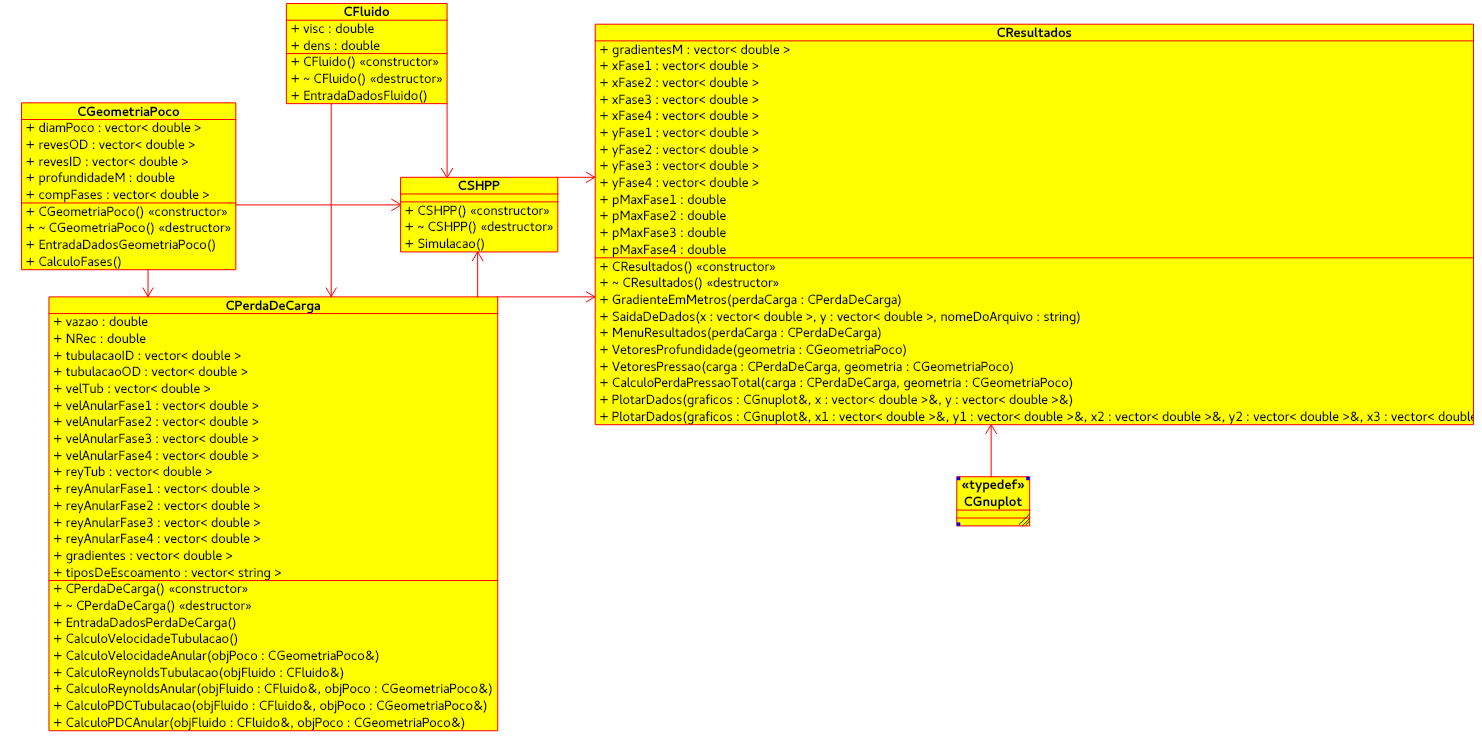 CFluido
+ visc : double
+ dens : double
+ CFluido() «constructor»
+ ~ CFluido() «destructor»
+ EntradaDadosFluido()
CResultados
+ gradientesM : vector< double >
+ xFase1 : vector< double >
+ xFase2 : vector< double >
+ xFase3 : vector< double >
+ xFase4 : vector< double >
+ yFase1 : vector< double >
+ yFase2 : vector< double >
+ yFase3 : vector< double >
+ yFase4 : vector< double >
+ pMaxFase1 : double
+ pMaxFase2 : double
+ pMaxFase3 : double
+ pMaxFase4 : double
+ CResultados() «constructor»
+ ~ CResultados() «destructor»
+ GradienteEmMetros(perdaCarga : CPerdaDeCarga)
+ SaidaDeDados(x : vector< double >, y : vector< double >, nomeDoArquivo : string)
+ MenuResultados(perdaCarga : CPerdaDeCarga)
+ VetoresProfundidade(geometria : CGeometriaPoco)
+ VetoresPressao(carga : CPerdaDeCarga, geometria : CGeometriaPoco)
+ CalculoPerdaPressaoTotal(carga : CPerdaDeCarga, geometria : CGeometriaPoco)
+ PlotarDados(graficos : CGnuplot&, x : vector< double >&, y : vector< double >&)
+ PlotarDados(graficos : CGnuplot&, x1 : vector< double >&, y1 : vector< double >&, x2 : vector< double >&, y2 : vector< double >&, x3 : vector< double
CGeometriaPoco
+ diamPoco : vector< double >
+ revesOD : vector< double >
+ revesID : vector< double >
+ profundidadeM : double
+ compFases : vector< double >
+ CGeometriaPoco() «constructor»
+ ~ CGeometriaPoco() «destructor»
+ EntradaDadosGeometriaPoco()
+ CalculoFases()
CSHPP
+ CSHPP() «constructor»
+ ~ CSHPP() «destructor»
+ Simulacao()
CPerdaDeCarga
+ vazao : double
+ NRec : double
+ tubulacaoID : vector< double >
+ tubulacaoOD : vector< double >
+ velTub : vector< double >
+ velAnularFase1 : vector< double >
+ velAnularFase2 : vector< double >
+ velAnularFase3 : vector< double >
+ velAnularFase4 : vector< double >
+ reyTub : vector< double >
+ reyAnularFase1 : vector< double >
+ reyAnularFase2 : vector< double >
+ reyAnularFase3 : vector< double >
+ reyAnularFase4 : vector< double >
+ gradientes : vector< double >
+ tiposDeEscoamento : vector< string >
+ CPerdaDeCarga() «constructor»
+ ~ CPerdaDeCarga() «destructor»
+ EntradaDadosPerdaDeCarga()
+ CalculoVelocidadeTubulacao()
+ CalculoVelocidadeAnular(objPoco : CGeometriaPoco&)
+ CalculoReynoldsTubulacao(objFluido : CFluido&)
+ CalculoReynoldsAnular(objFluido : CFluido&, objPoco : CGeometriaPoco&)
+ CalculoPDCTubulacao(objFluido : CFluido&, objPoco : CGeometriaPoco&)
+ CalculoPDCAnular(objFluido : CFluido&, objPoco : CGeometriaPoco&)
«typedef»
CGnuplot